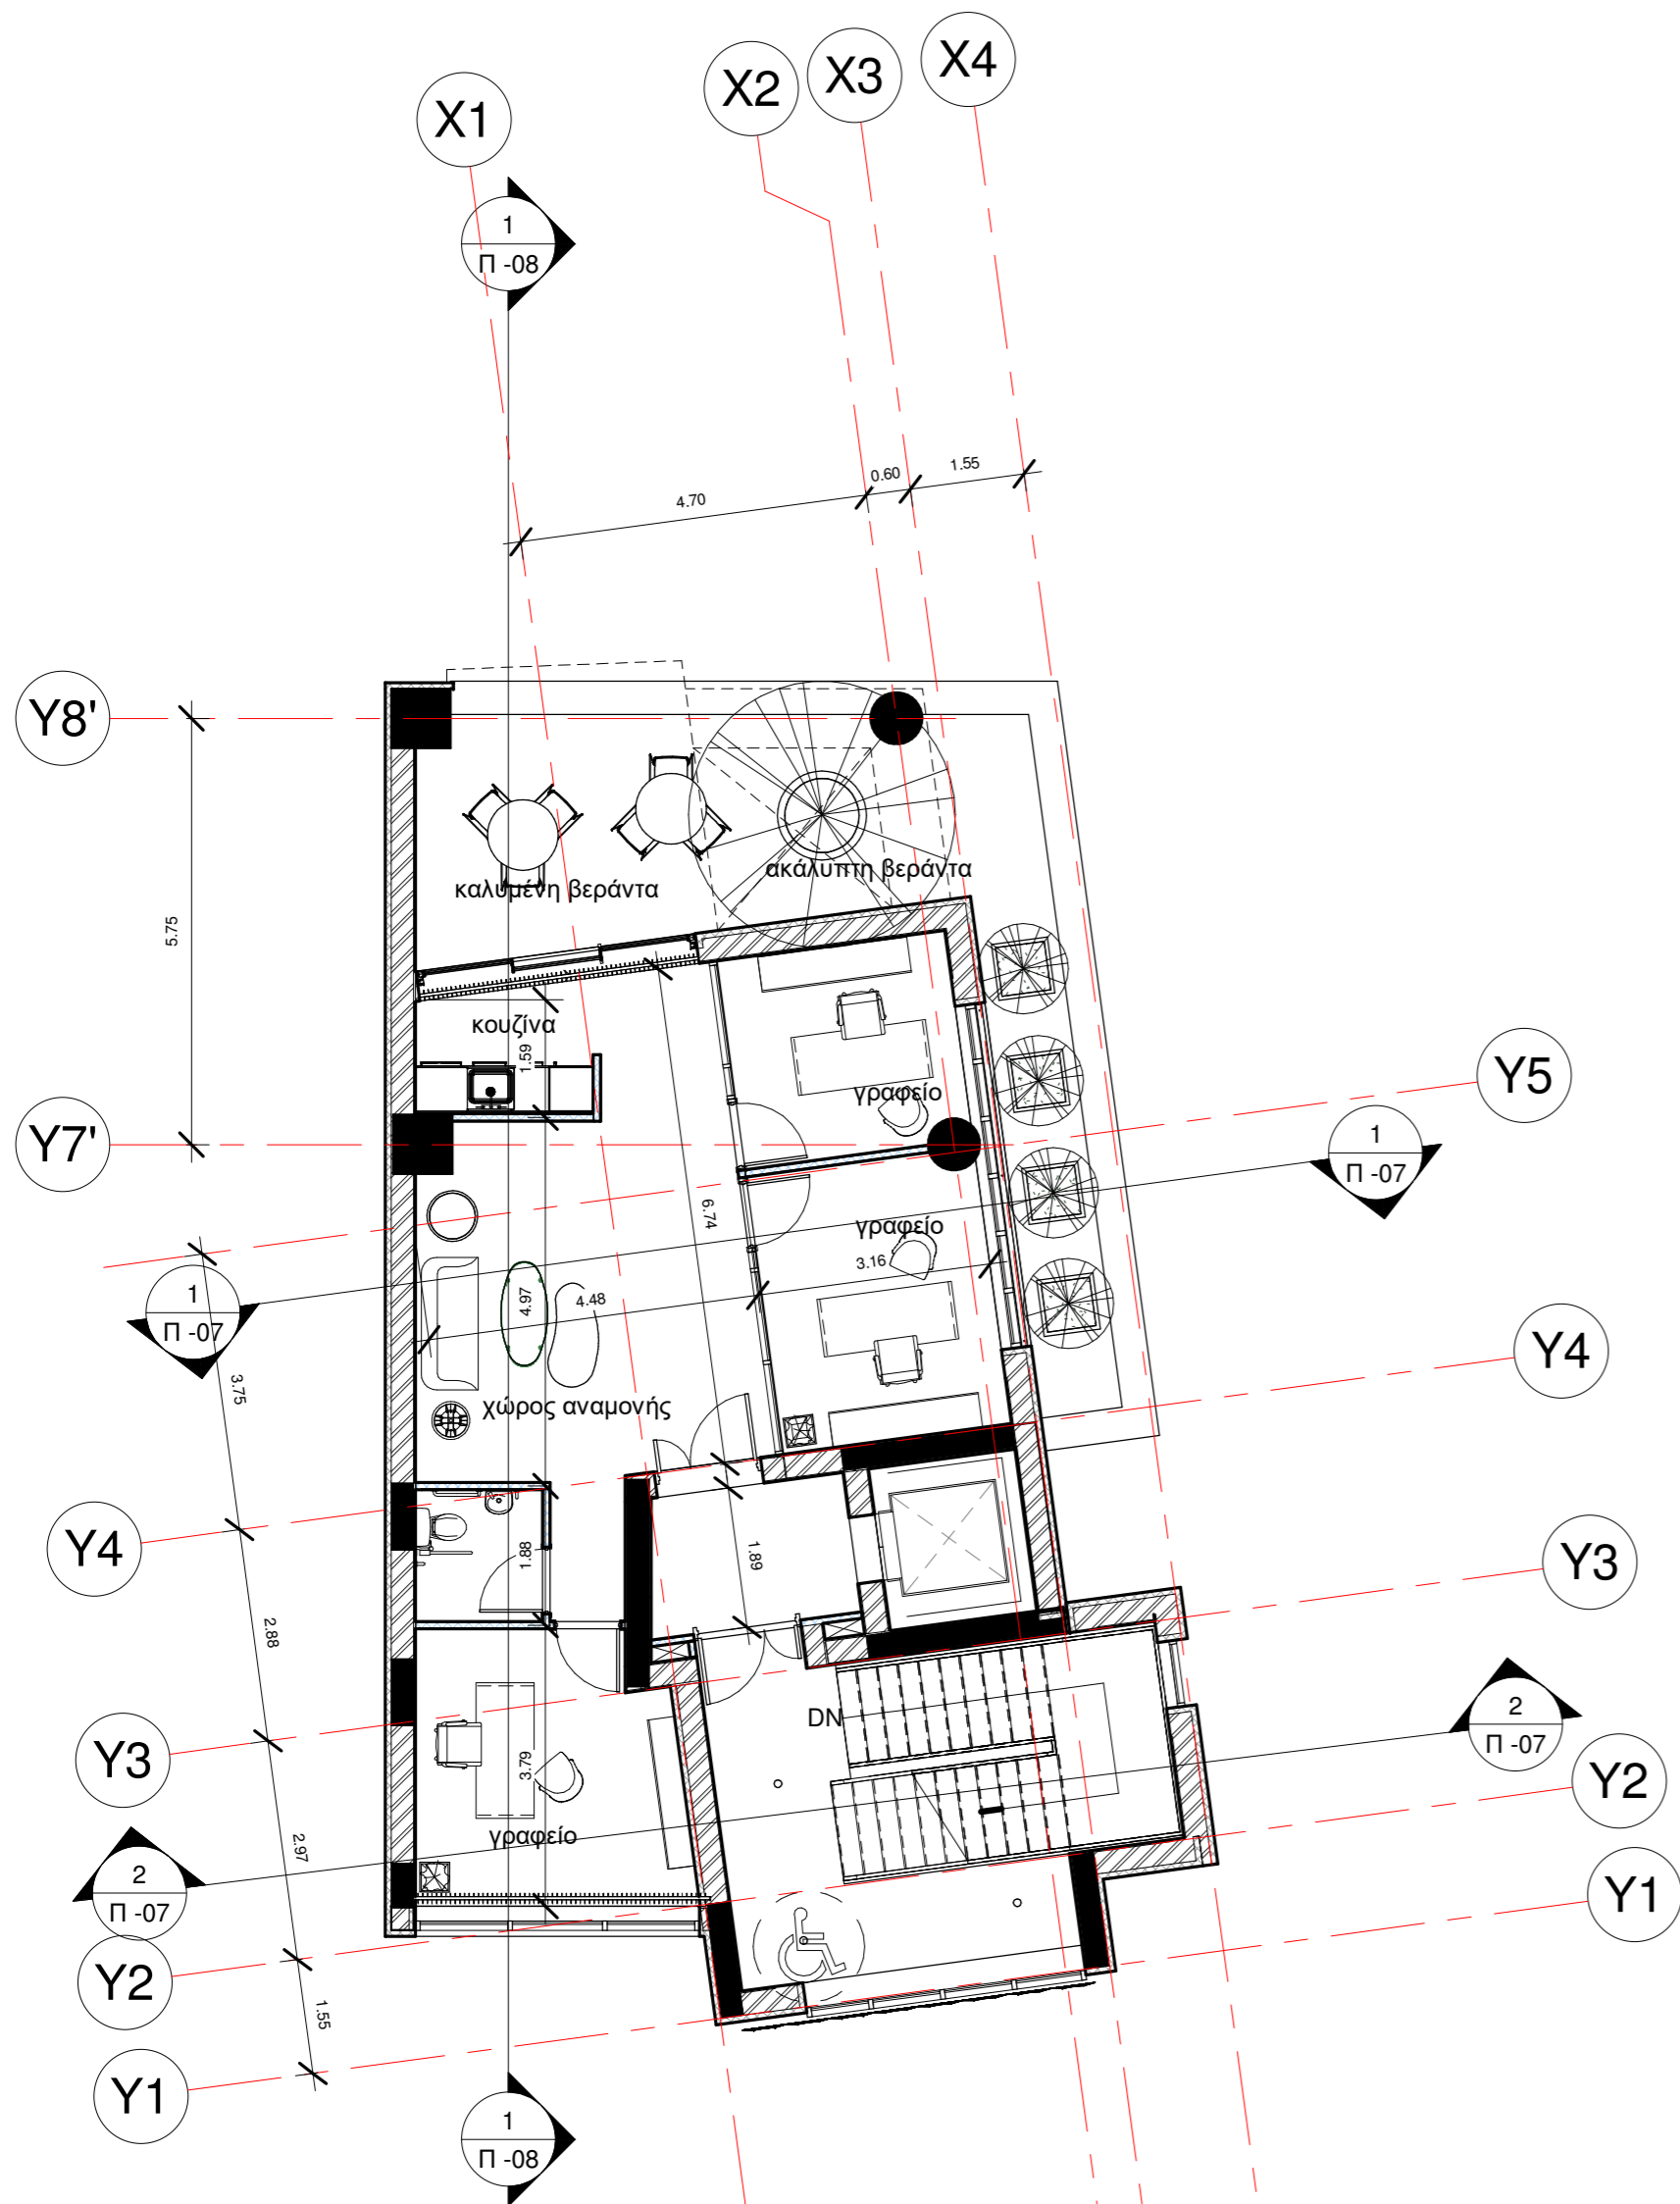 X1
X2
X3
X4
1
Π -08
4.70
0.60
1.55
Y8'
5.75
καλυμένη βεράντα
ακάλυπτη βεράντα
κουζίνα
1.59
γραφείο
Y5
Y7'
1
Π -07
6.74
γραφείο
3.16
1
Π -07
4.97
4.48
3.75
Y4
χώρος αναμονής
Y4
1.88
1.89
Y3
2.88
DN
2
Π -07
Y3
3.79
Y2
γραφείο
2.97
2
Π -07
Y1
Y2
1.55
Y1
1
Π -08